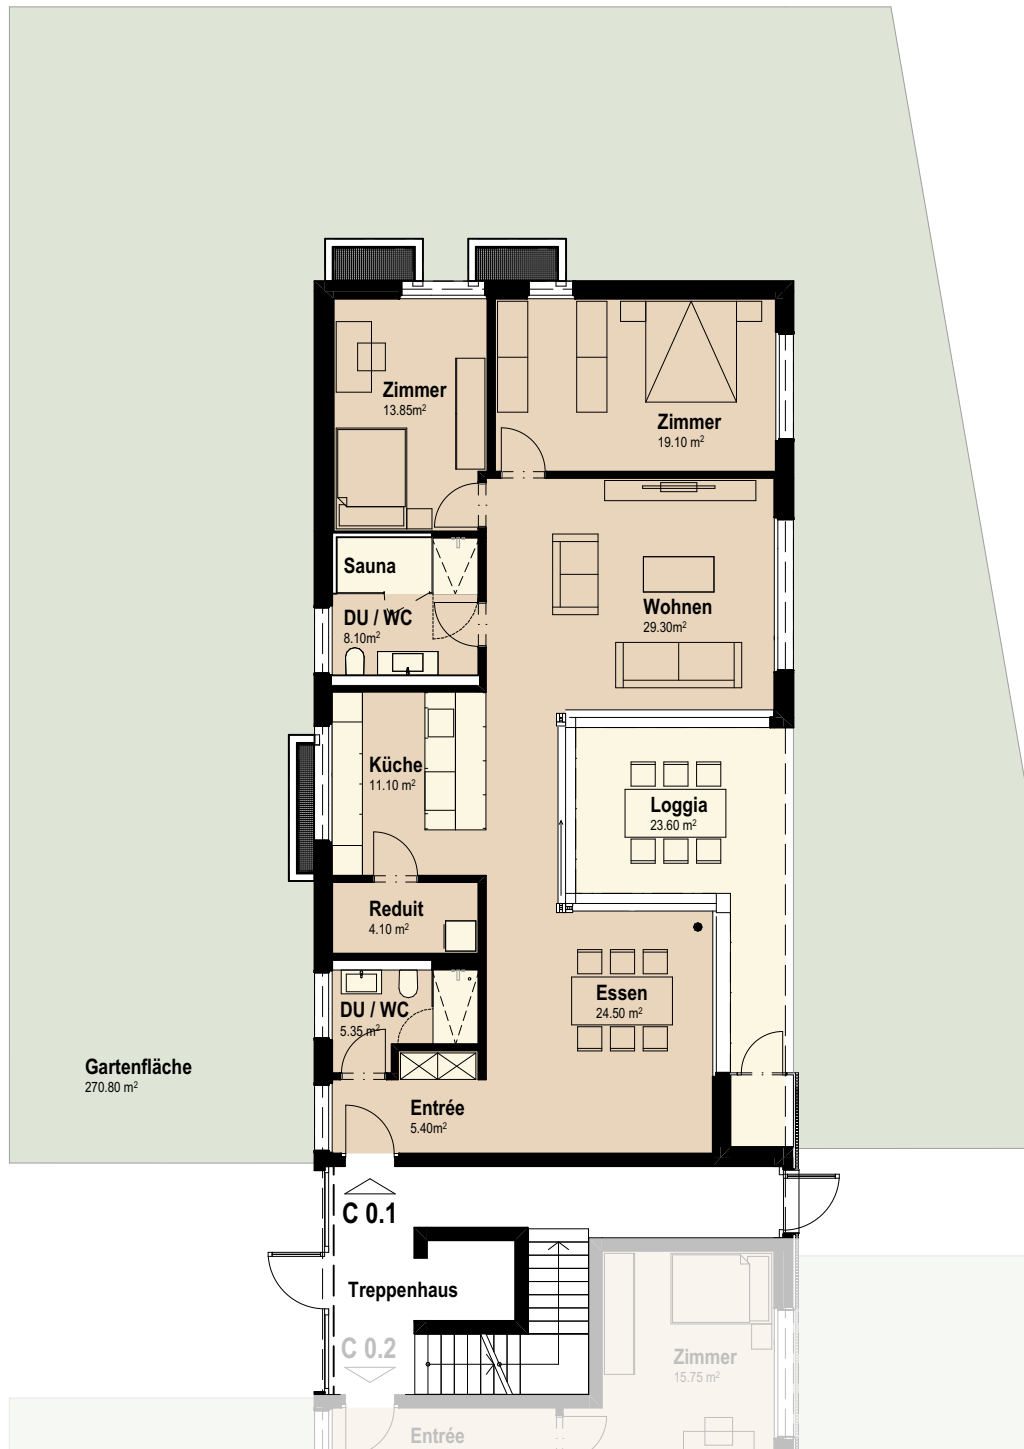 Zimmer
13.85m²
Zimmer
19.10 m²
Sauna
DU / WC
8.10m²
Wohnen
29.30m²
Küche
11.10 m²
Loggia
23.60 m²
Reduit
4.10 m²
DU / WC
5.35 m²
Essen
24.50 m²
Gartenfläche
270.80 m²
Entrée
5.40m²
C 0.1
Treppenhaus
C 0.2
Zimmer
15.75 m²
Entrée